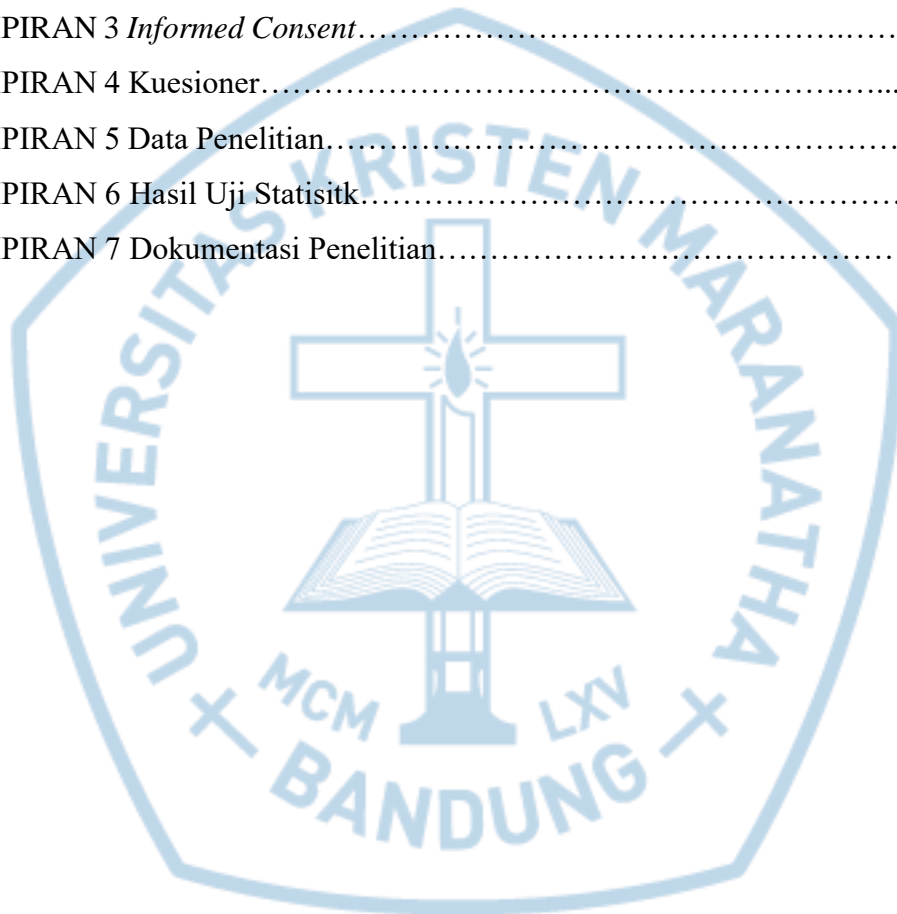 PIRAN 3 Informed Consent……………………………………………….……
PIRAN 4 Kuesioner…………………………………………………………….…...
PIRAN 5 Data Penelitian………………………………………………………
PIRAN 6 Hasil Uji Statisitk……………………………………………………
PIRAN 7 Dokumentasi Penelitian……………………………………………
UNIVERSITAS KRISTEN MARANATHA
MCM LXV
BANDUNG